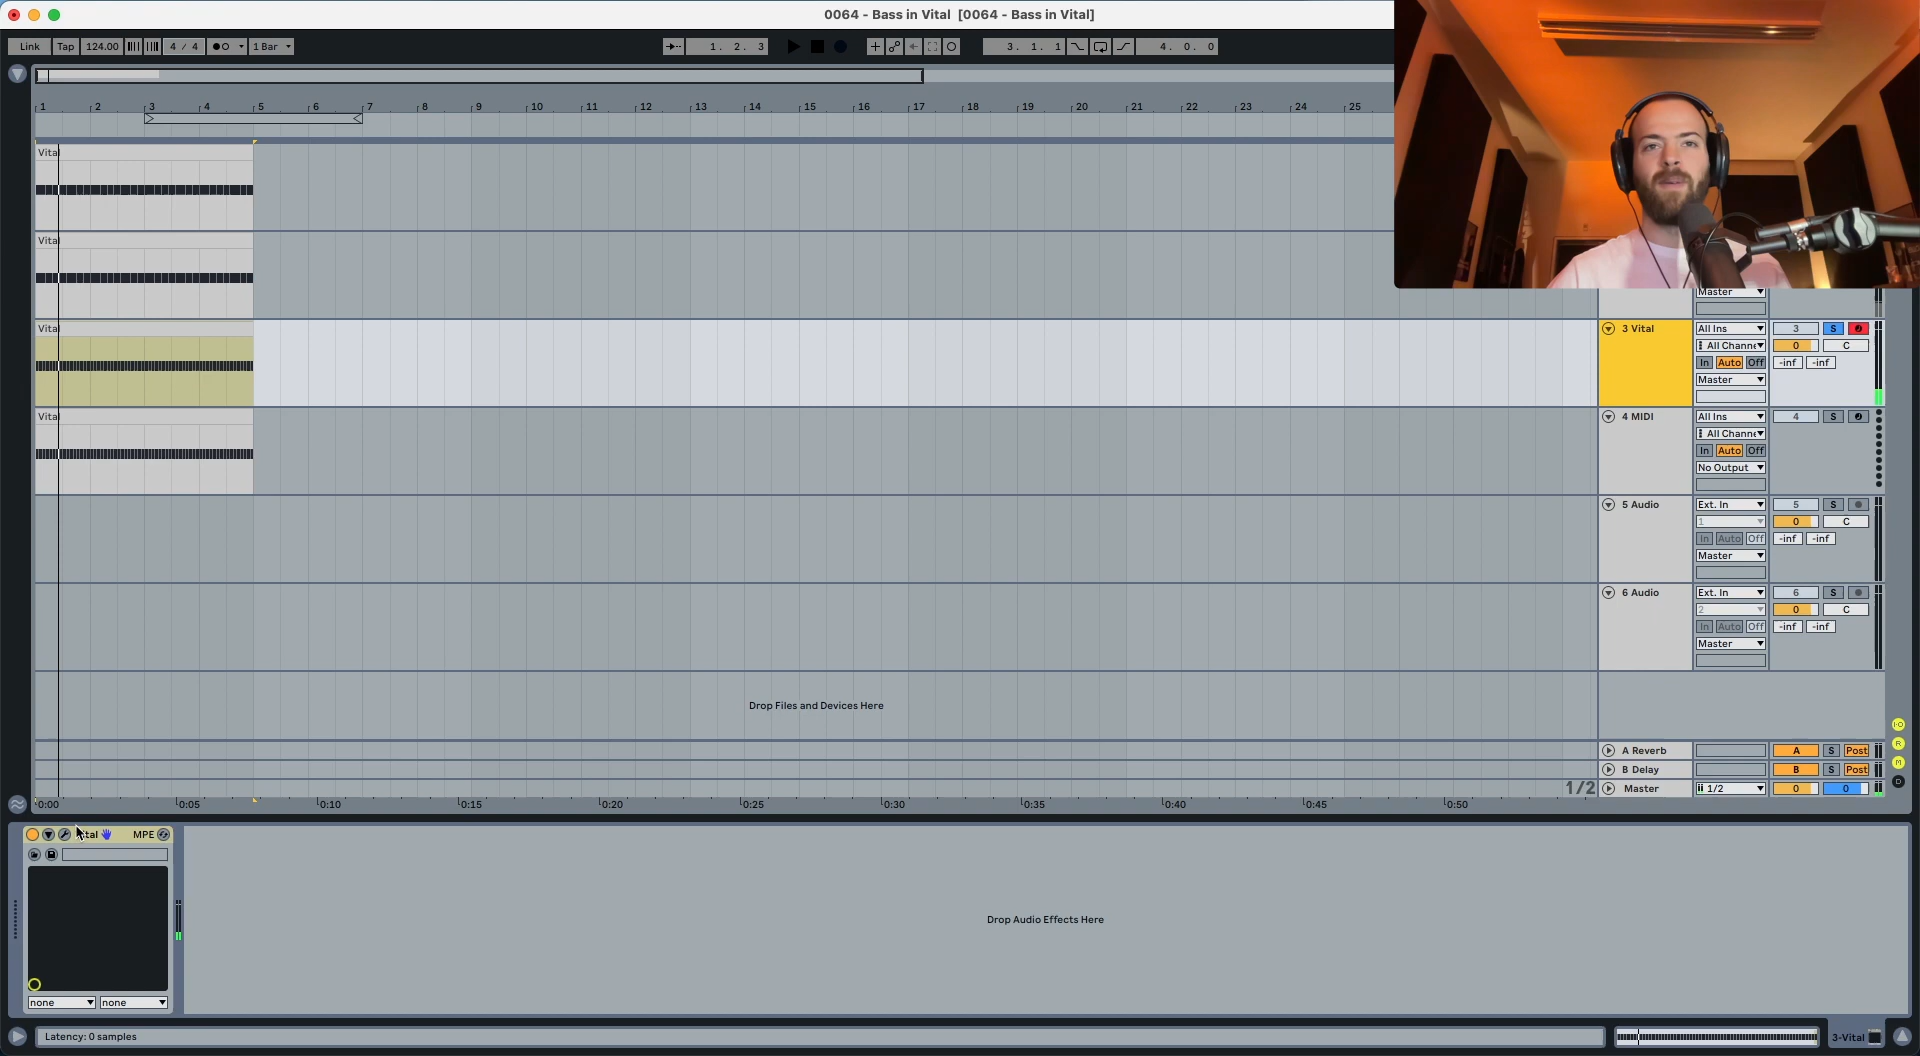 0064 - Bass in Vital [0064 - Bass in Vital]
Link Tap 124.00 4 / 4 1 Bar 1. 2. 3 3. 1. 1 4. 0. 0
1 2 3 4 5 6 7 8 9 10 11 12 13 14 15 16 17 18 19 20 21 22 23 24 25
Vital
Vital
Master
Vital 3 Vital All Ins 3 S
All Channe 0 C
In Auto Off -inf -inf
Master
Vital 4 MIDI All Ins 4 S
All Channe
In Auto Off
No Output
5 Audio Ext. In 5 S
1 0 C
In Auto Off -inf -inf
Master
6 Audio Ext. In 6 S
2 0 C
In Auto Off -inf -inf
Master
Drop Files and Devices Here
A Reverb A S Post
B Delay B S Post
1/2 Master 1/2 0 0
0:00 0:05 0:10 0:15 0:20 0:25 0:30 0:35 0:40 0:45 0:50
I·O
R
M
D
MPE
Drop Audio Effects Here
none none
Latency: 0 samples 3-Vital